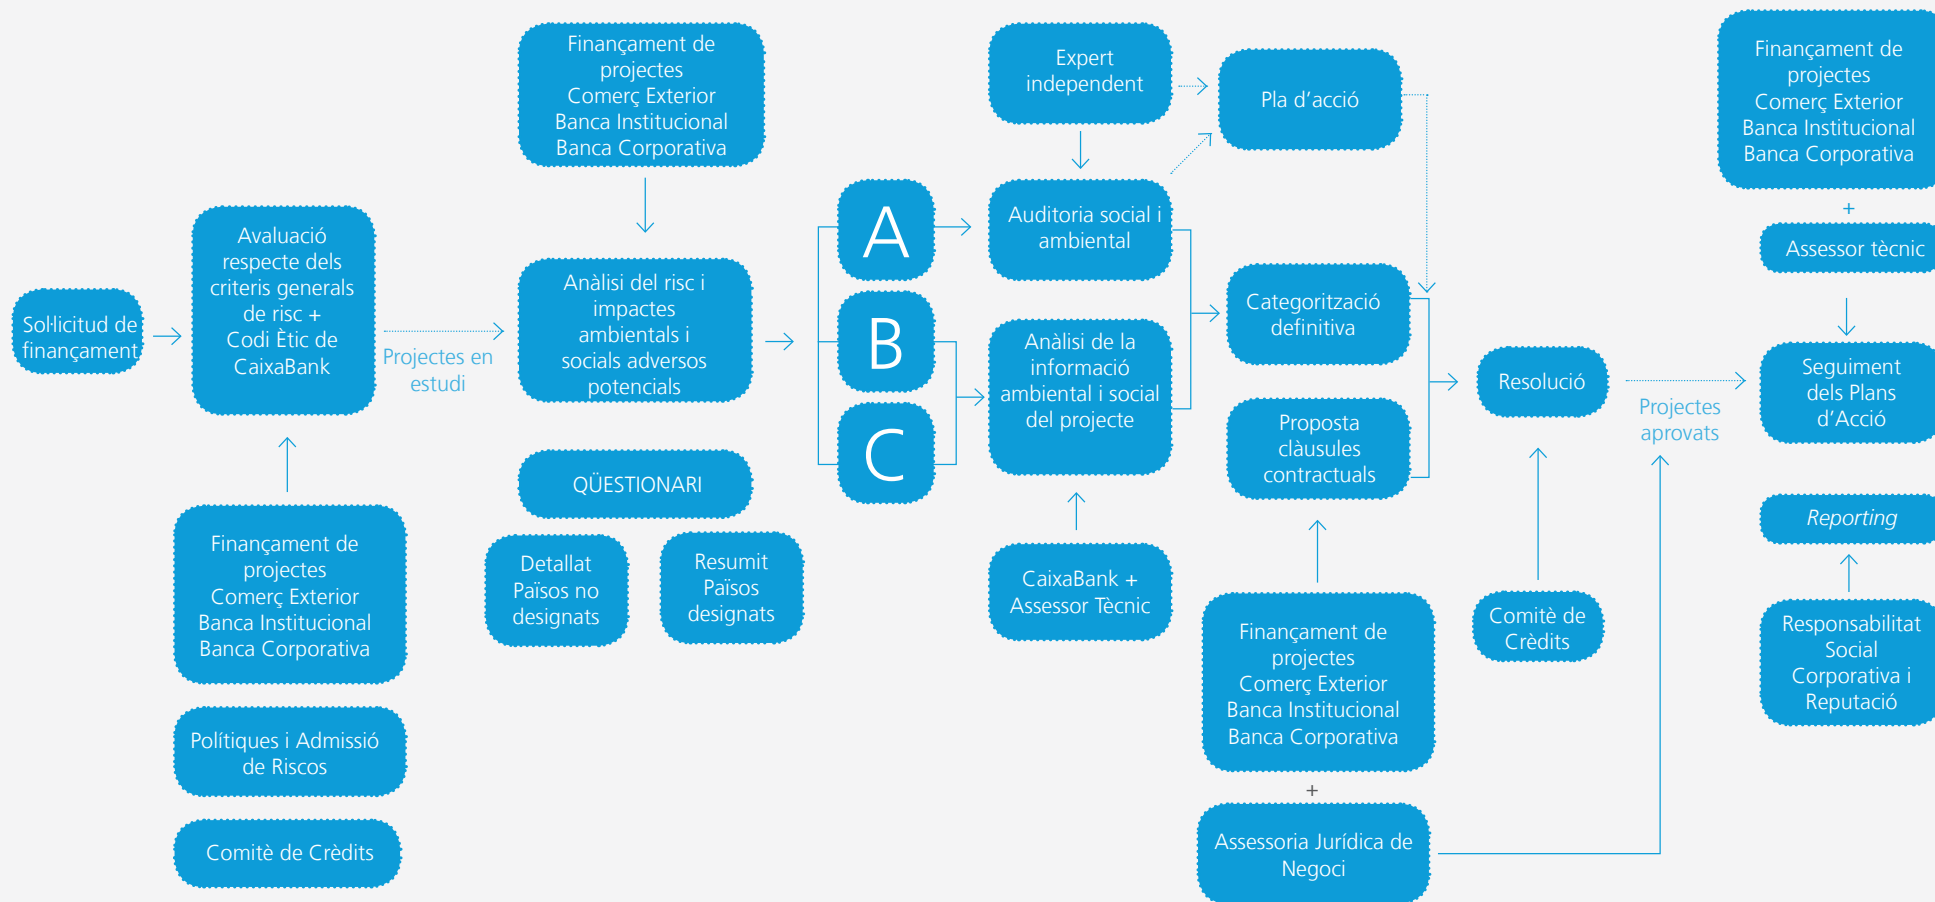 Sol·licitud de
finançament
Avaluació
respecte dels
criteris generals
de risc +
Codi Ètic de
CaixaBank
Finançament de
projectes
Comerç Exterior
Banca Institucional
Banca Corporativa
Polítiques i Admissió
de Riscos
Comitè de Crèdits
Projectes en
estudi
Finançament de
projectes
Comerç Exterior
Banca Institucional
Banca Corporativa
Anàlisi del risc i
impactes
ambientals i
socials adversos
potencials
QÜESTIONARI
Detallat
Països no
designats
Resumit
Països
designats
A
B
C
Expert
independent
Pla d’acció
Auditoria social i
ambiental
Anàlisi de la
informació
ambiental i social
del projecte
CaixaBank +
Assessor Tècnic
Categorització
definitiva
Proposta
clàusules
contractuals
Finançament de
projectes
Comerç Exterior
Banca Institucional
Banca Corporativa
+
Assessoria Jurídica de
Negoci
Resolució
Comitè de
Crèdits
Projectes
aprovats
Finançament de
projectes
Comerç Exterior
Banca Institucional
Banca Corporativa
+
Assessor tècnic
Seguiment
dels Plans
d’Acció
Reporting
Responsabilitat
Social
Corporativa i
Reputació